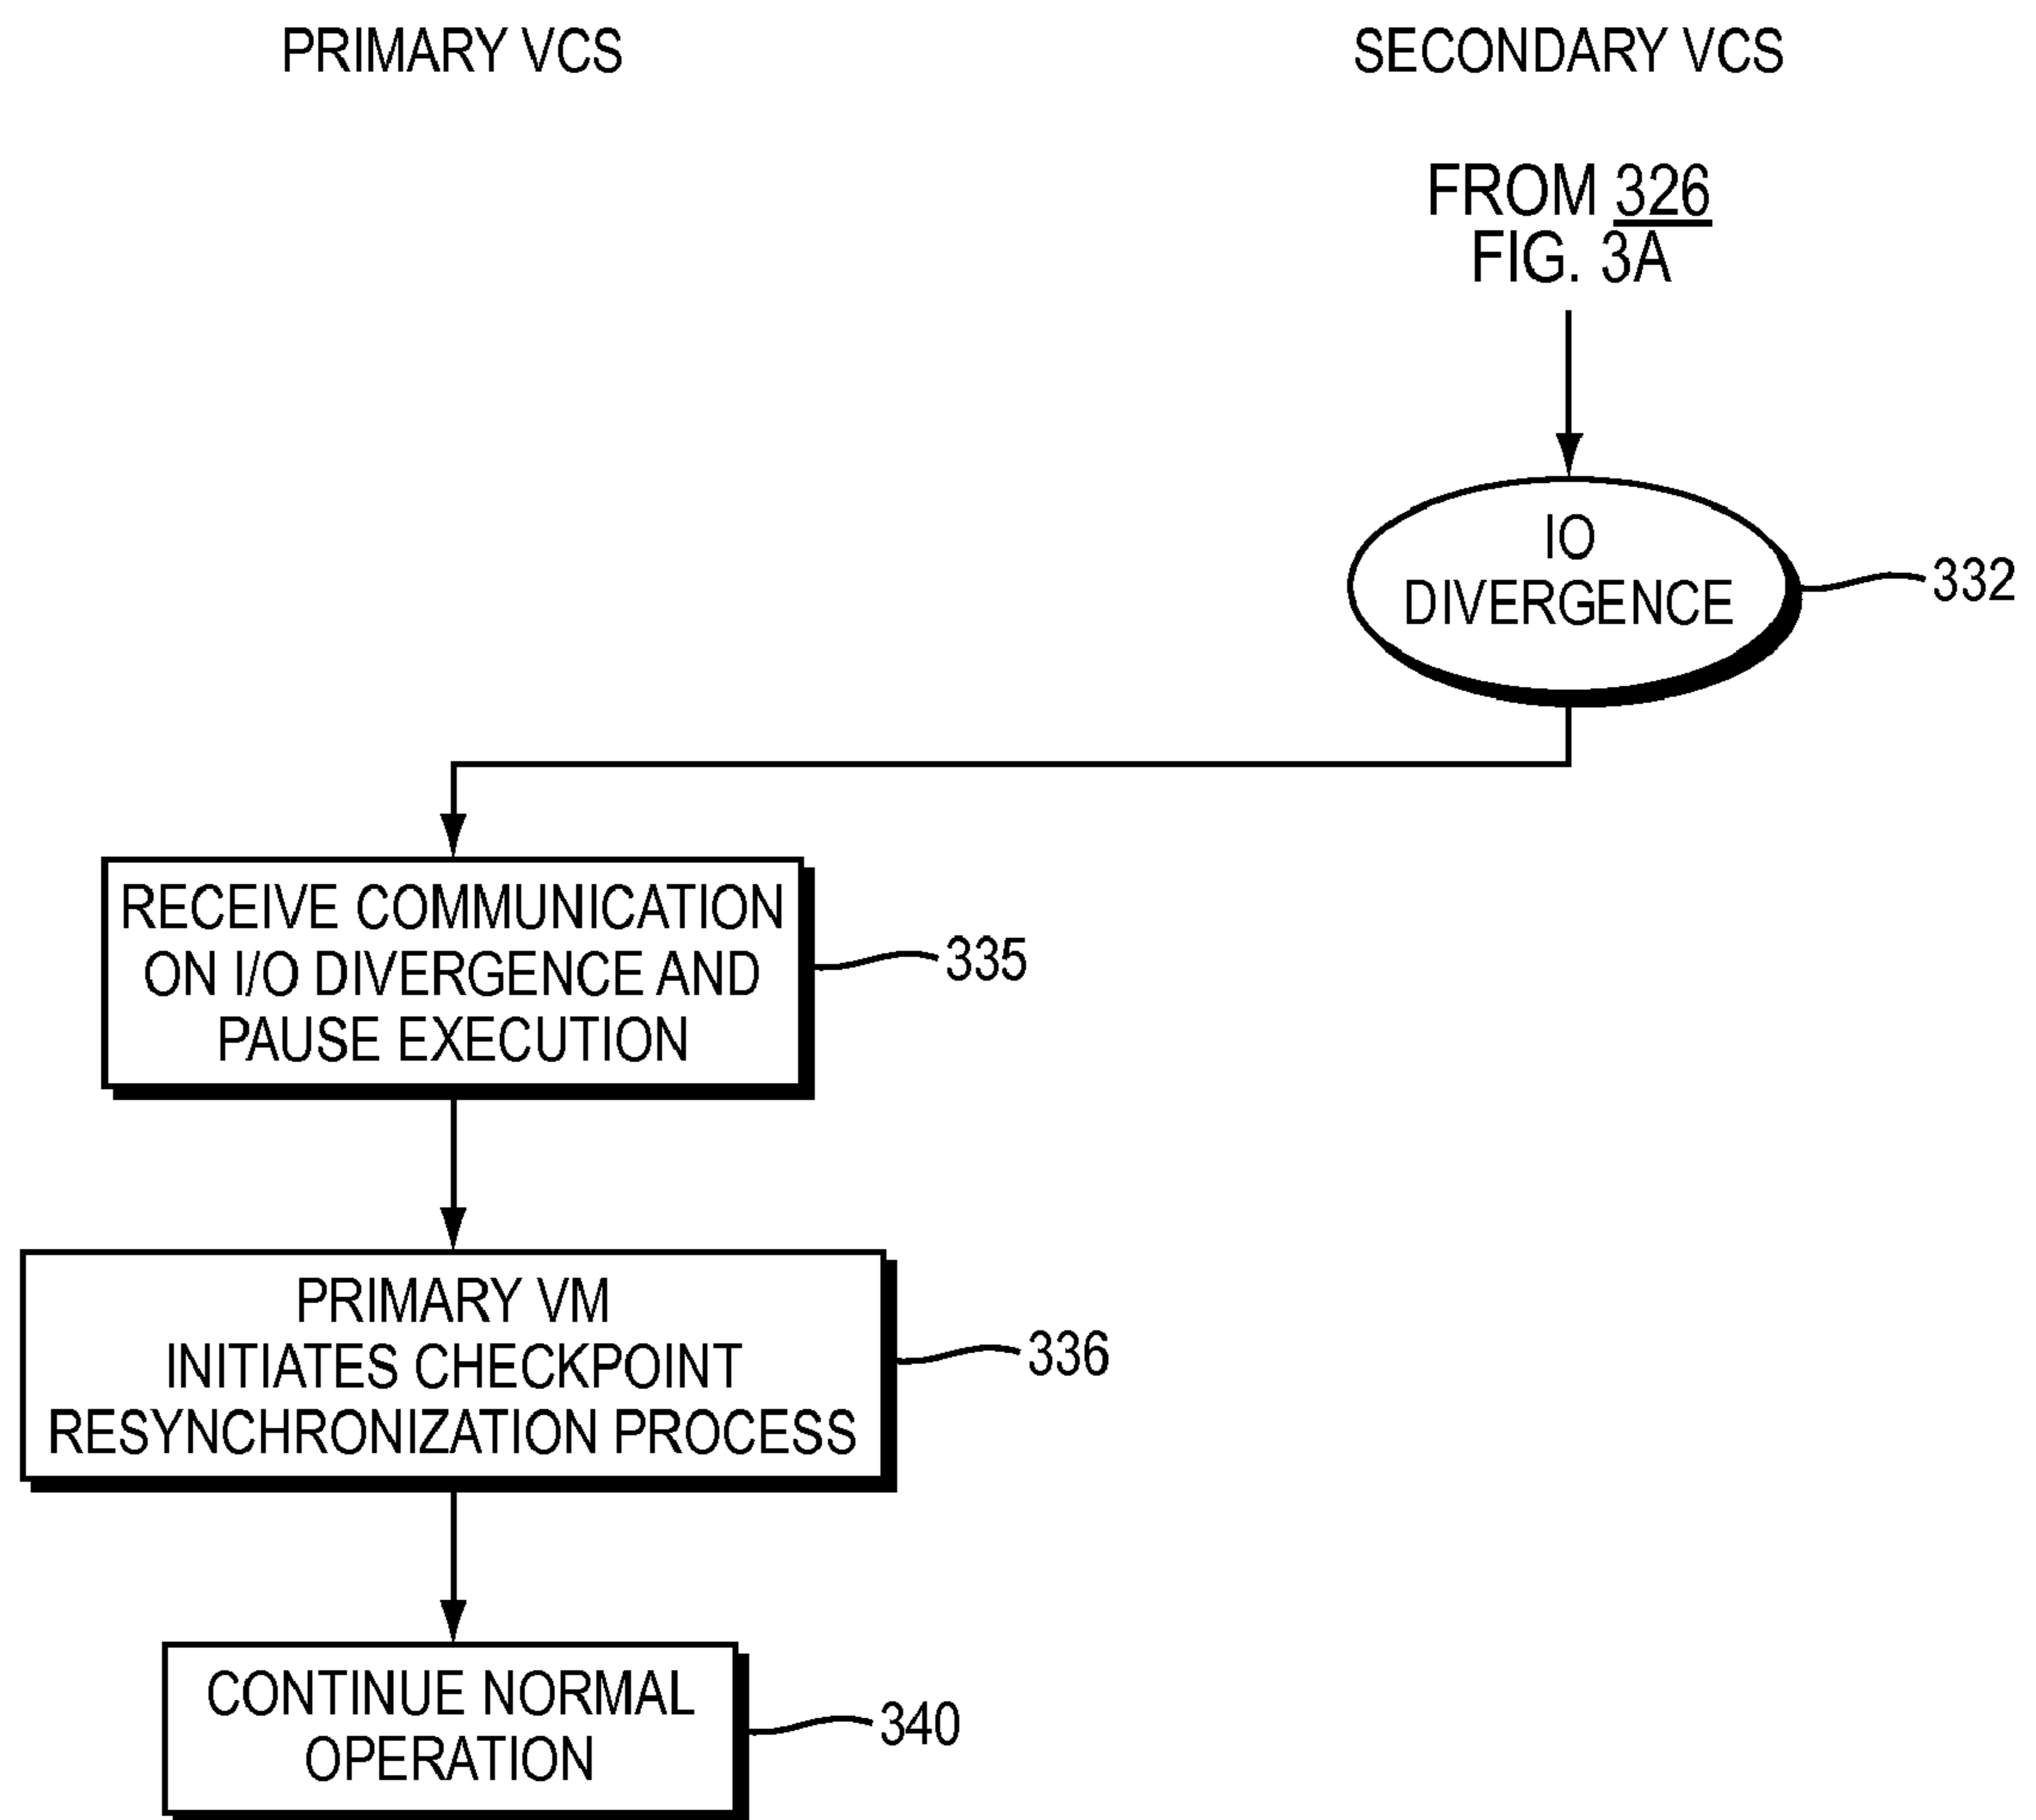 PRIMARY VCS
SECONDARY VCS
FROM 326
FIG. 3A
IO
DIVERGENCE
332
RECEIVE COMMUNICATION
ON I/O DIVERGENCE AND
PAUSE EXECUTION
335
PRIMARY VM
INITIATES CHECKPOINT
RESYNCHRONIZATION PROCESS
336
CONTINUE NORMAL
OPERATION
340